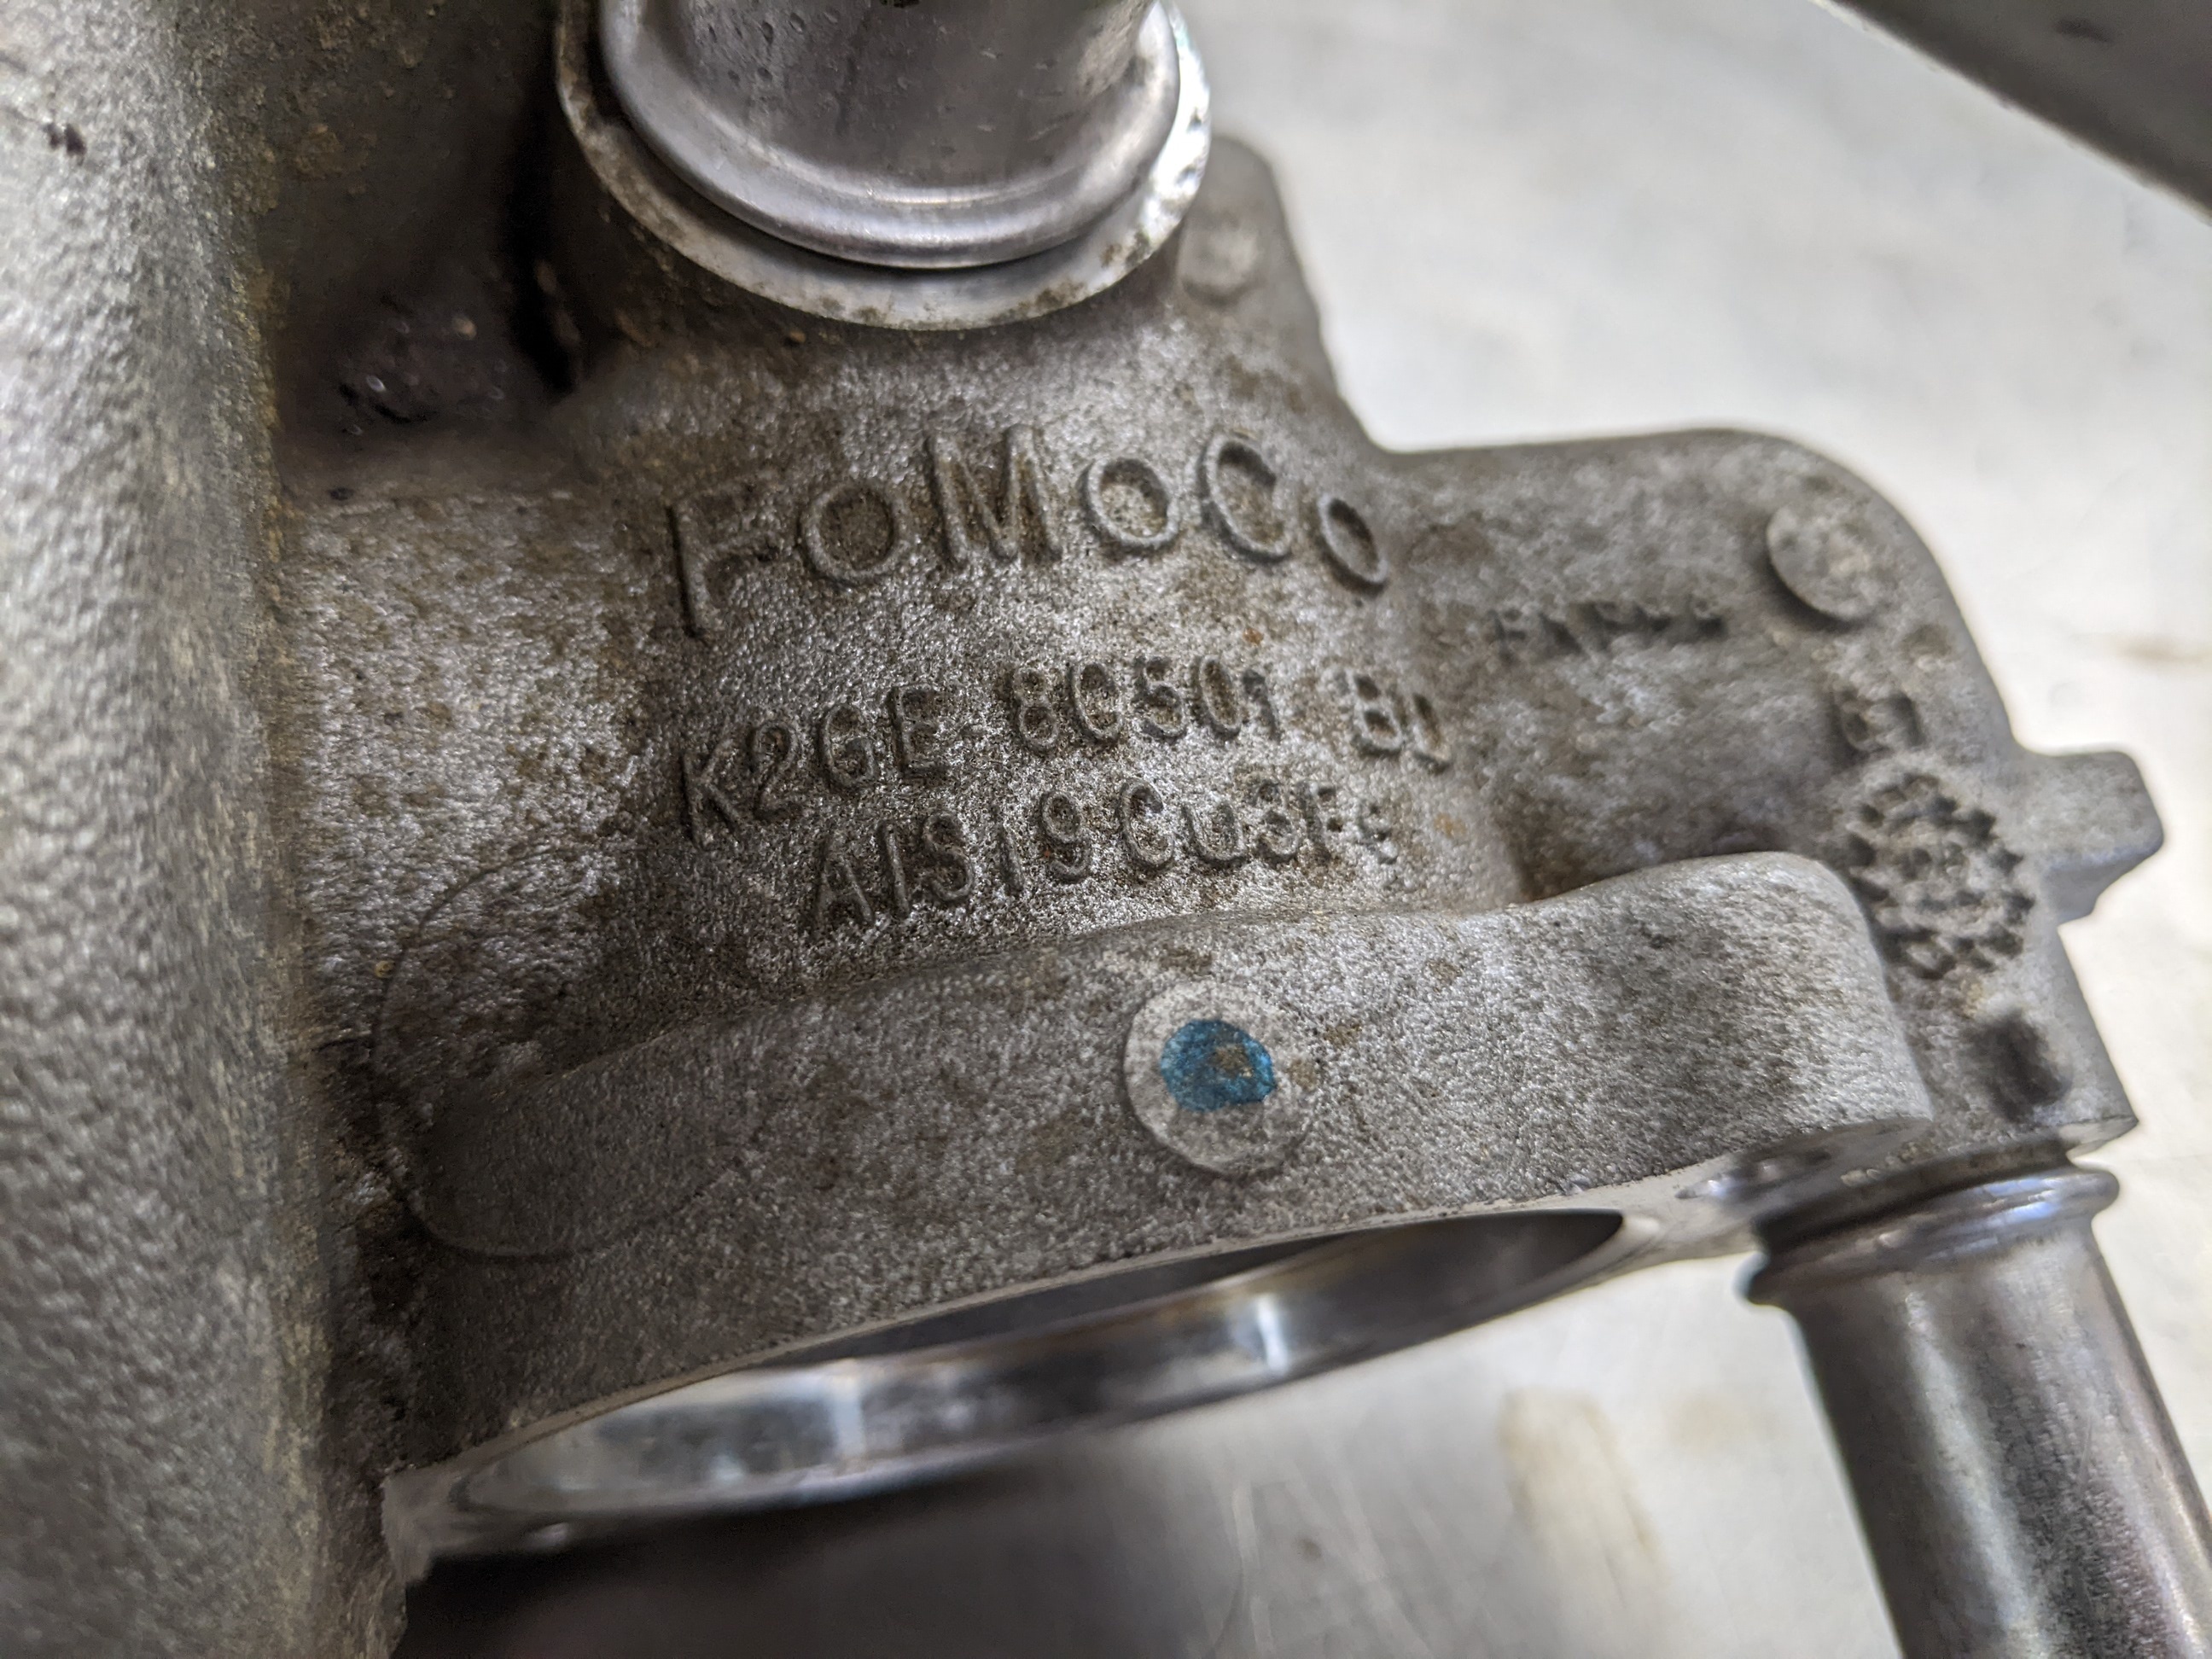 FoMoCo
K2GE 8C501 BD
AlSi9Cu3Fe